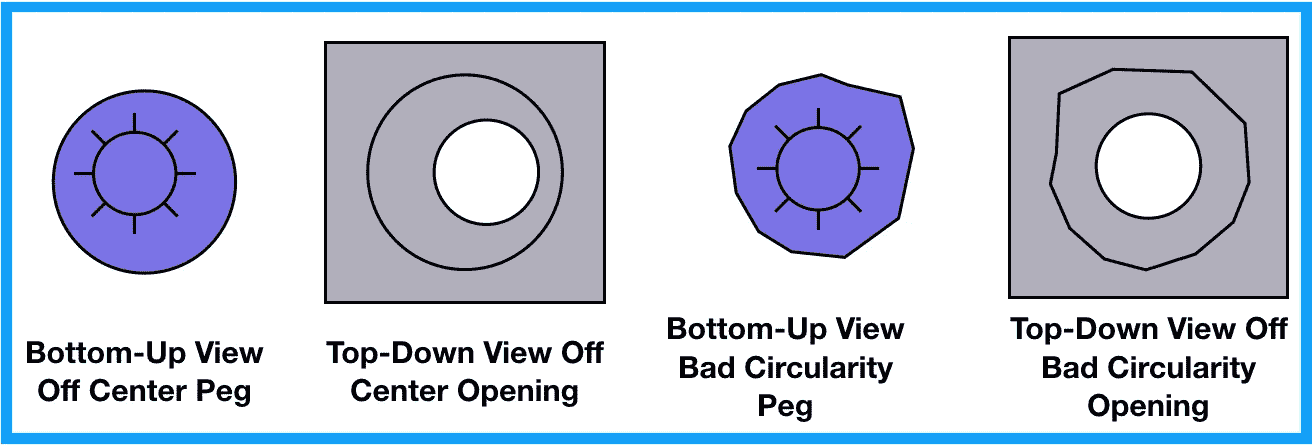 Bottom-Up View
Off Center Peg
Top-Down View Off
Center Opening
Bottom-Up View
Bad Circularity
Peg
Top-Down View Off
Bad Circularity
Opening